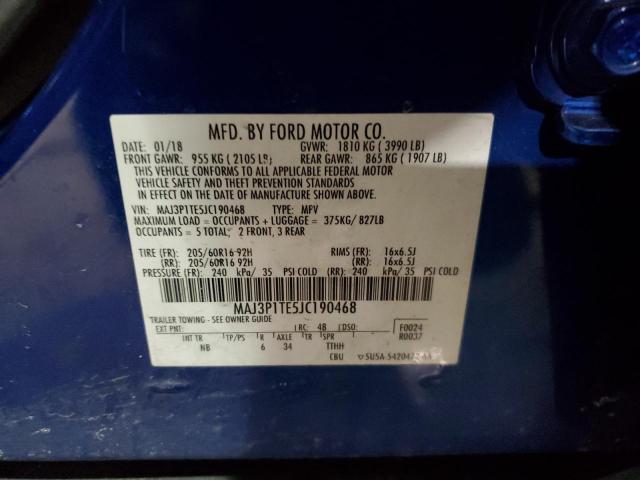 MFD. BY FORD MOTOR CO.
DATE: 01/18 GVWR: 1810 KG ( 3990 LB)
FRONT GAWR: 955 KG ( 2105 LB) REAR GAWR: 865 KG ( 1907 LB)
THIS VEHICLE CONFORMS TO ALL APPLICABLE FEDERAL MOTOR
VEHICLE SAFETY AND THEFT PREVENTION STANDARDS
IN EFFECT ON THE DATE OF MANUFACTURE SHOWN ABOVE.
VIN: MAJ3P1TE5JC190468 TYPE: MPV
MAXIMUM LOAD = OCCUPANTS + LUGGAGE = 375KG/ 827LB
OCCUPANTS = 5 TOTAL; 2 FRONT, 3 REAR
TIRE (FR): 205/60R16 92H RIMS (FR): 16x6.5J
(RR): 205/60R16 92H (RR): 16x6.5J
PRESSURE (FR): 240 kPa/ 35 PSI COLD (RR): 240 kPa/ 35 PSI COLD
MAJ3P1TE5JC190468
TRAILER TOWING - SEE OWNER GUIDE
EXT PNT: RC: 48 DSO: F0024
R0037
INT TR TP/PS R AXLE TR SPR
NB 6 34 TTHH
CBU